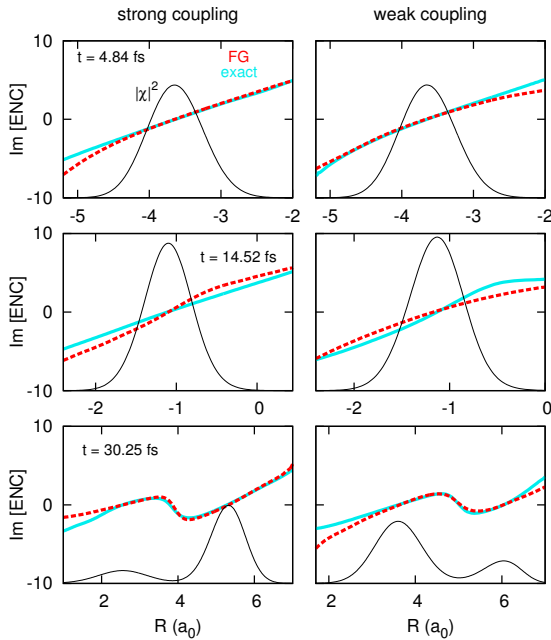 strong coupling
weak coupling
Im [ENC]
10
0
-10
t = 4.84 fs
FG
exact
|χ|²
-5
-4
-3
-2
-5
-4
-3
-2
Im [ENC]
10
0
-10
t = 14.52 fs
-2
-1
0
-2
-1
0
Im [ENC]
10
0
-10
t = 30.25 fs
2
4
6
2
4
6
R (a₀)
R (a₀)